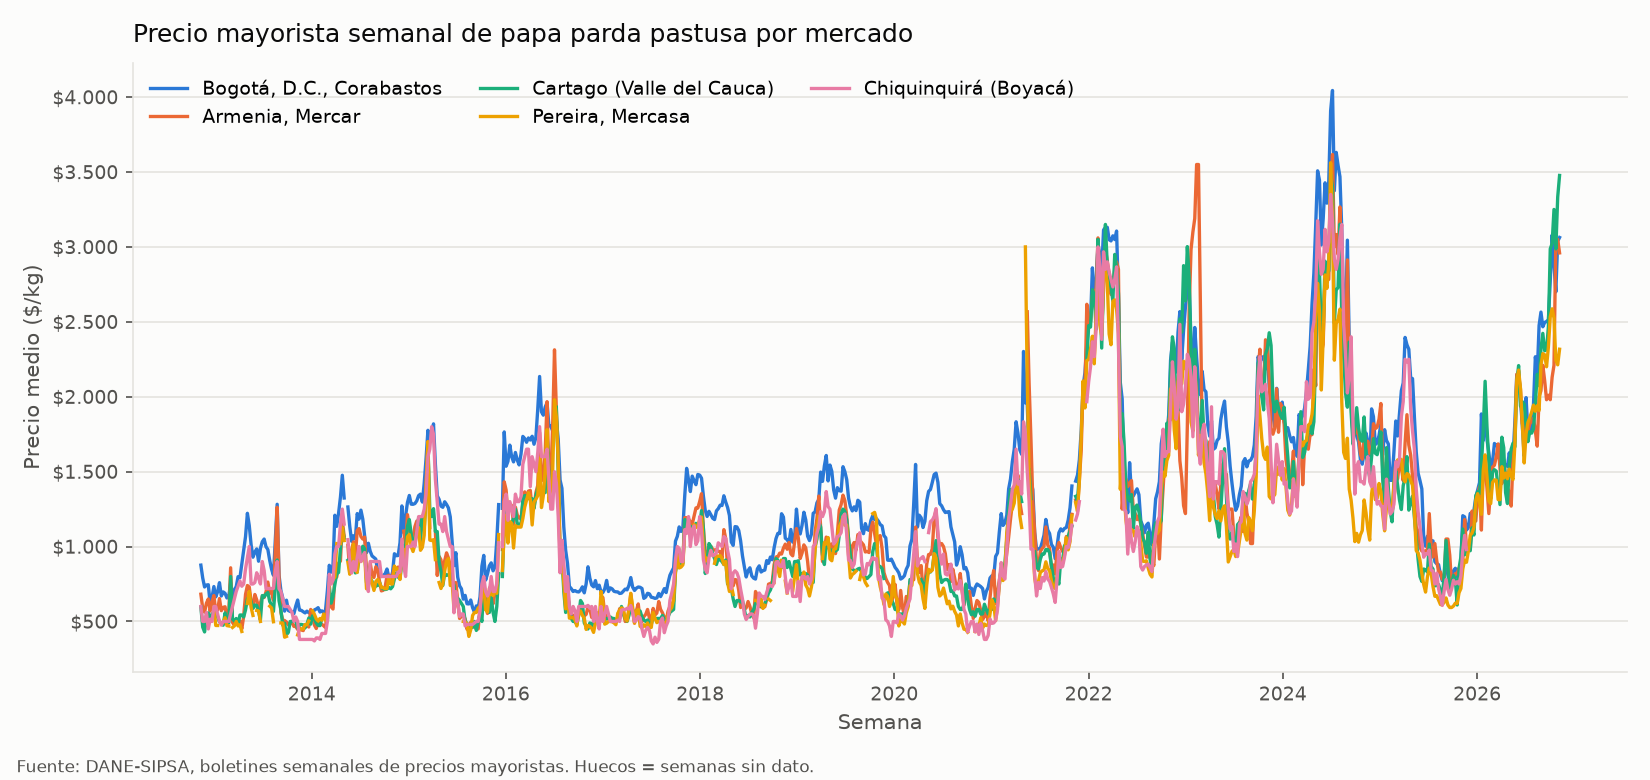 Precio mayorista semanal de papa parda pastusa por mercado
Bogotá, D.C., Corabastos
Armenia, Mercar
Cartago (Valle del Cauca)
Pereira, Mercasa
Chiquinquirá (Boyacá)
Precio medio ($/kg)
$4.000
$3.500
$3.000
$2.500
$2.000
$1.500
$1.000
$500
2014
2016
2018
2020
2022
2024
2026
Semana
Fuente: DANE-SIPSA, boletines semanales de precios mayoristas. Huecos = semanas sin dato.